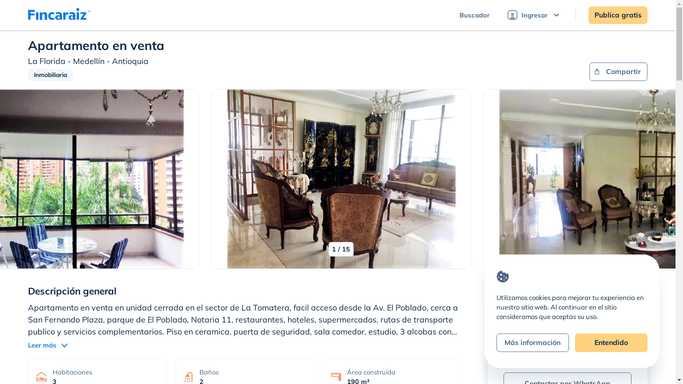 Fincaraiz
Buscador
Ingresar
Publica gratis
Apartamento en venta
La Florida - Medellín - Antioquia
Inmobiliaria
Compartir
1 / 15
Descripción general
Apartamento en venta en unidad cerrada en el sector de La Tomatera, facil acceso desde la Av. El Poblado, cerca a
San Fernando Plaza, parque de El Poblado, Notaria 11, restaurantes, hoteles, supermercados, rutas de transporte
publico y servicios complementarios. Piso en ceramica, puerta de seguridad, sala comedor, estudio, 3 alcobas con...
Leer más
Habitaciones
3
Baños
2
Área construida
190 m²
Utilizamos cookies para mejorar tu experiencia en
nuestro sitio web. Al continuar en el sitio
consideramos que aceptas su uso.
Más información
Entendido
Contactar por WhatsApp